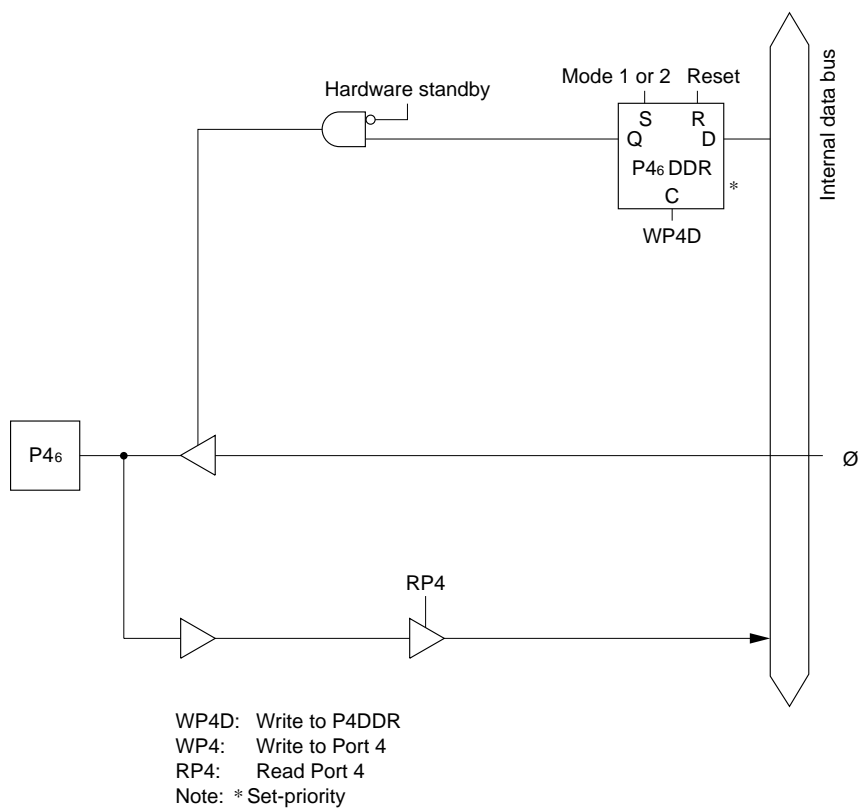 Mode 1 or 2 Reset
Hardware standby
S R
Q D
P4₆ DDR
*
C
WP4D
Internal data bus
P4₆
Ø
RP4
WP4D: Write to P4DDR
WP4: Write to Port 4
RP4: Read Port 4
Note: * Set-priority